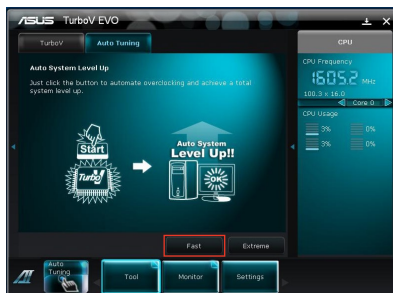 ASUS TurboV EVO
TurboV
Auto Tuning
CPU
Auto System Level Up
Just click the button to automate overclocking and achieve a total
system level up.
Start
Turbo!
Auto System
Level Up!!
OK
Fast
Extreme
CPU Frequency
1605.2 MHz
100.3 x 16.0
Core 0
CPU Usage
3%
0%
3%
0%
Auto
Tuning
Tool
Monitor
Settings